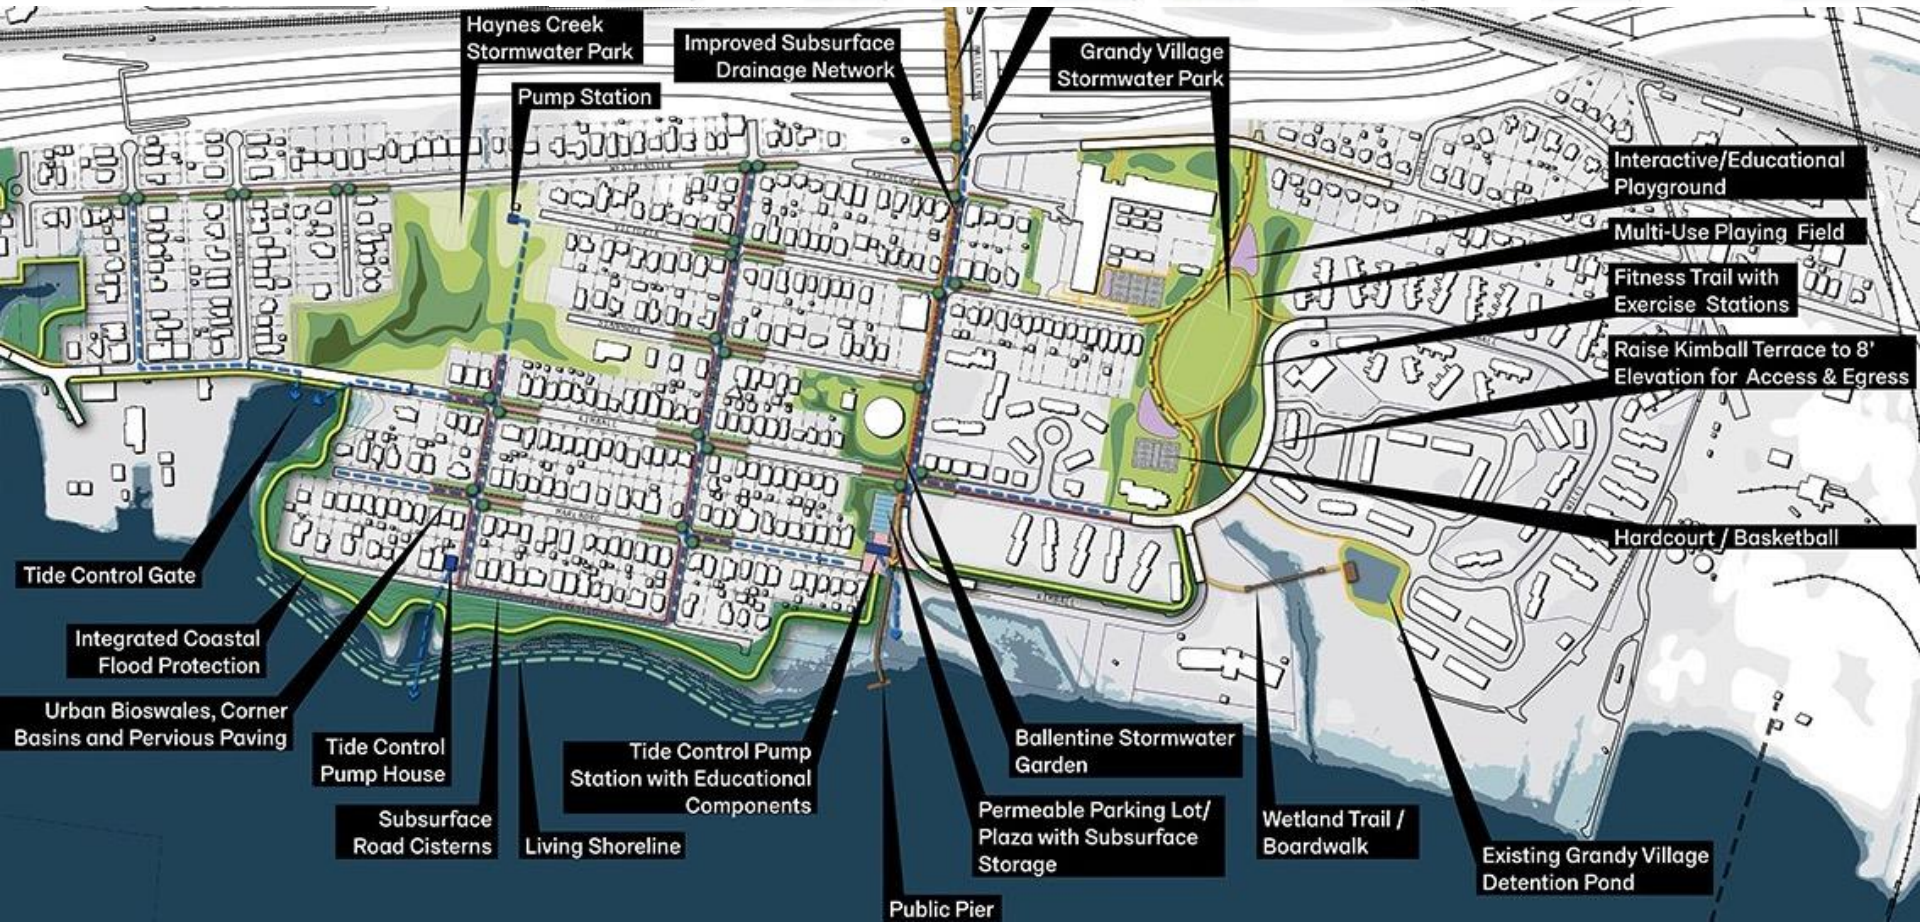 Haynes Creek
Stormwater Park
Improved Subsurface
Drainage Network
Grandy Village
Stormwater Park
Pump Station
Interactive/Educational
Playground
Multi-Use Playing Field
Fitness Trail with
Exercise Stations
Raise Kimball Terrace to 8'
Elevation for Access & Egress
KIMBALL
MARLBORO
KIMBALL
Hardcourt / Basketball
Tide Control Gate
Integrated Coastal
Flood Protection
Urban Bioswales, Corner
Basins and Pervious Paving
Tide Control
Pump House
Subsurface
Road Cisterns
Living Shoreline
Tide Control Pump
Station with Educational
Components
Public Pier
Ballentine Stormwater
Garden
Permeable Parking Lot/
Plaza with Subsurface
Storage
Wetland Trail /
Boardwalk
Existing Grandy Village
Detention Pond